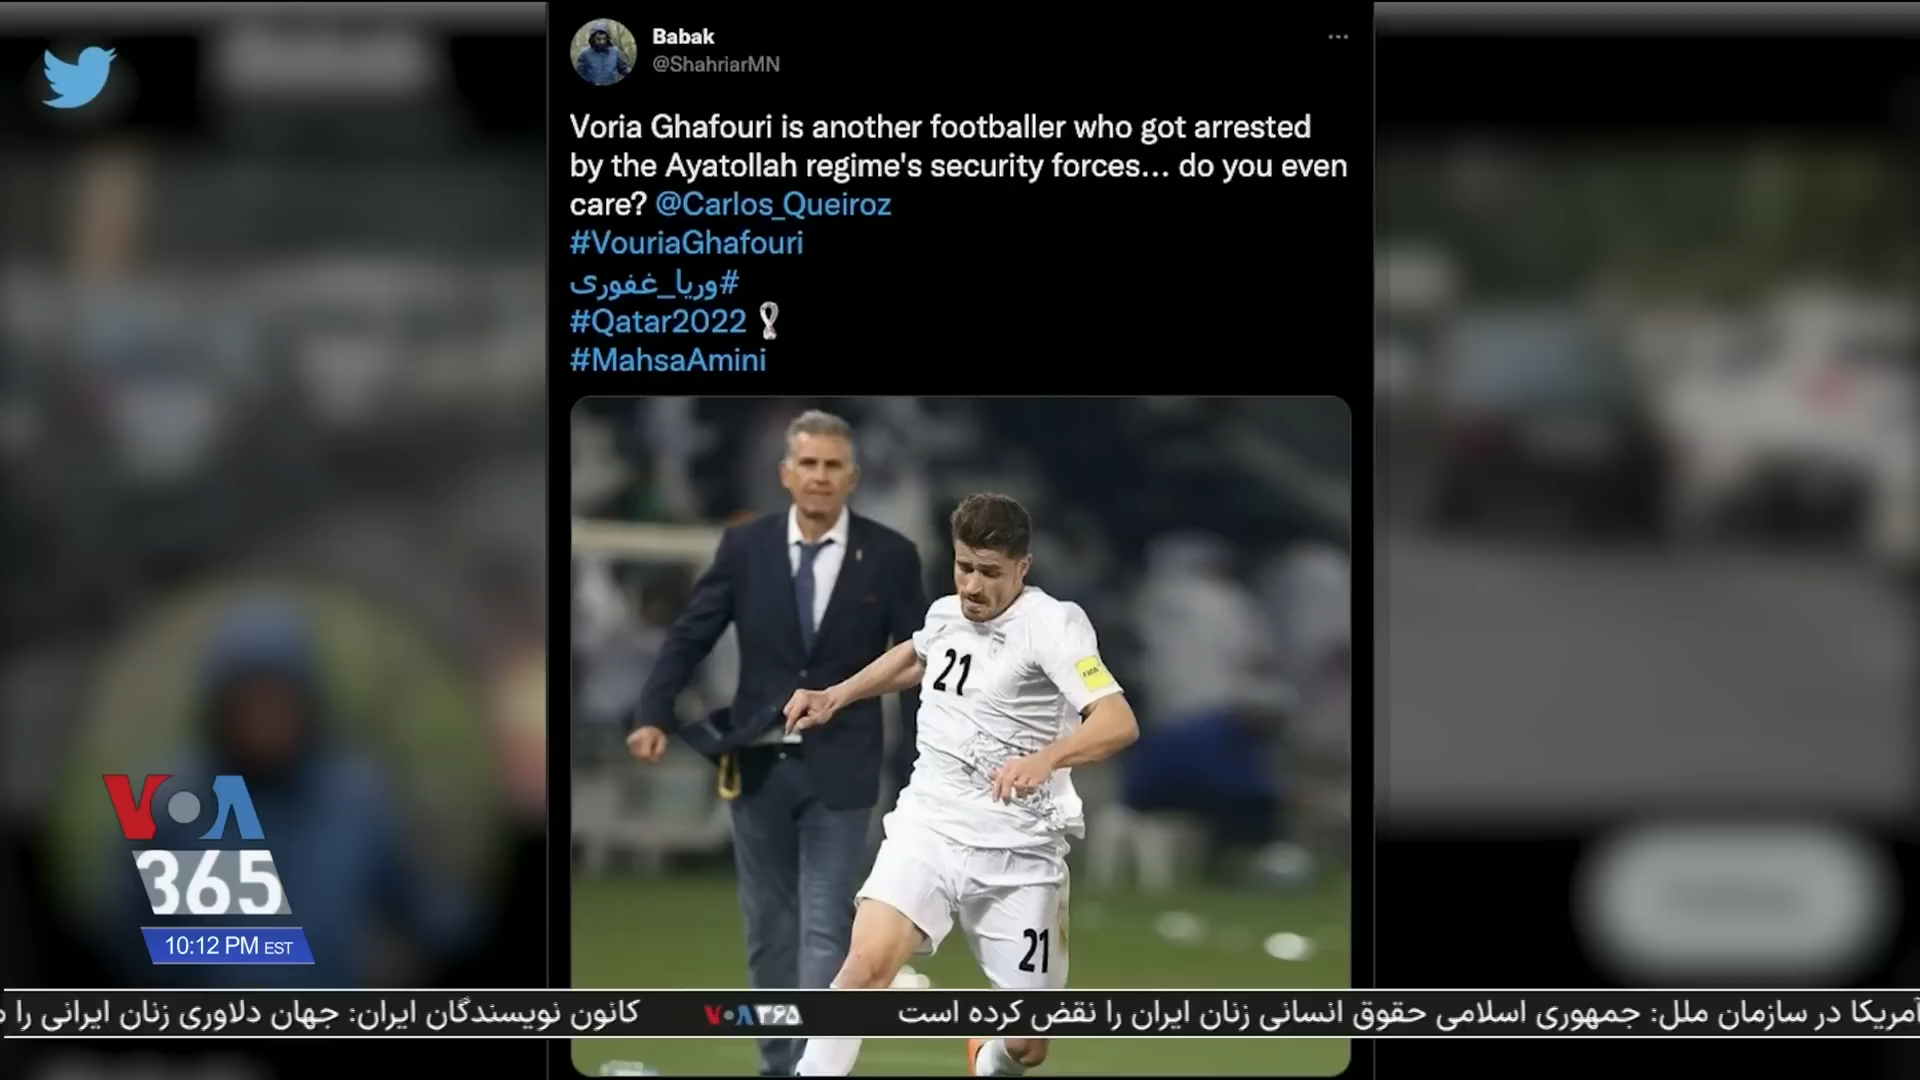 Babak
@ShahriarMN
Voria Ghafouri is another footballer who got arrested
by the Ayatollah regime's security forces... do you even
care? @Carlos_Queiroz
#VouriaGhafouri
#وریا_غفوری
#Qatar2022
#MahsaAmini
21
FIFA
21
VOA
365
10:12 PM EST
آمریکا در سازمان ملل: جمهوری اسلامی حقوق انسانی زنان ایران را نقض کرده است VOA۳۶۵ کانون نویسندگان ایران: جهان دلاوری زنان ایرانی را